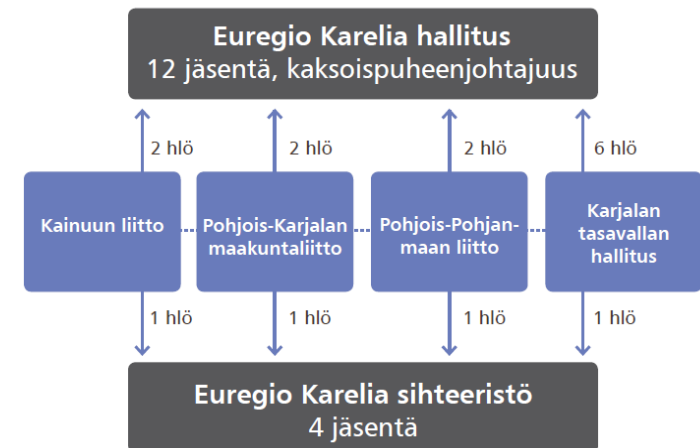 Euregio Karelia hallitus
12 jäsentä, kaksoispuheenjohtajuus
2 hlö
2 hlö
2 hlö
6 hlö
Kainuun liitto
Pohjois-Karjalan
maakuntaliitto
Pohjois-Pohjan-
maan liitto
Karjalan
tasavallan
hallitus
1 hlö
1 hlö
1 hlö
1 hlö
Euregio Karelia sihteeristö
4 jäsentä